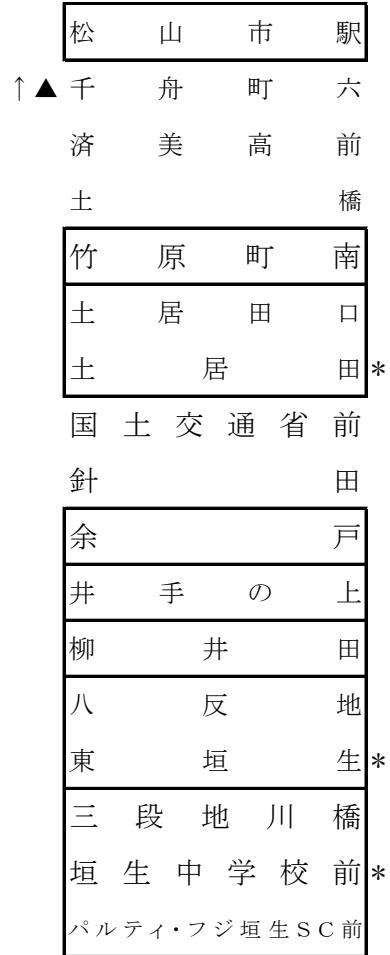 松山市駅
↑▲千舟町六
済美高前
土橋
竹原町南
土居田口
土居田*
国土交通省前
針田
余戸
井手の上
柳井田
八反地
東垣生*
三段地川橋
垣生中学校前*
パルティ・フジ垣生SC前